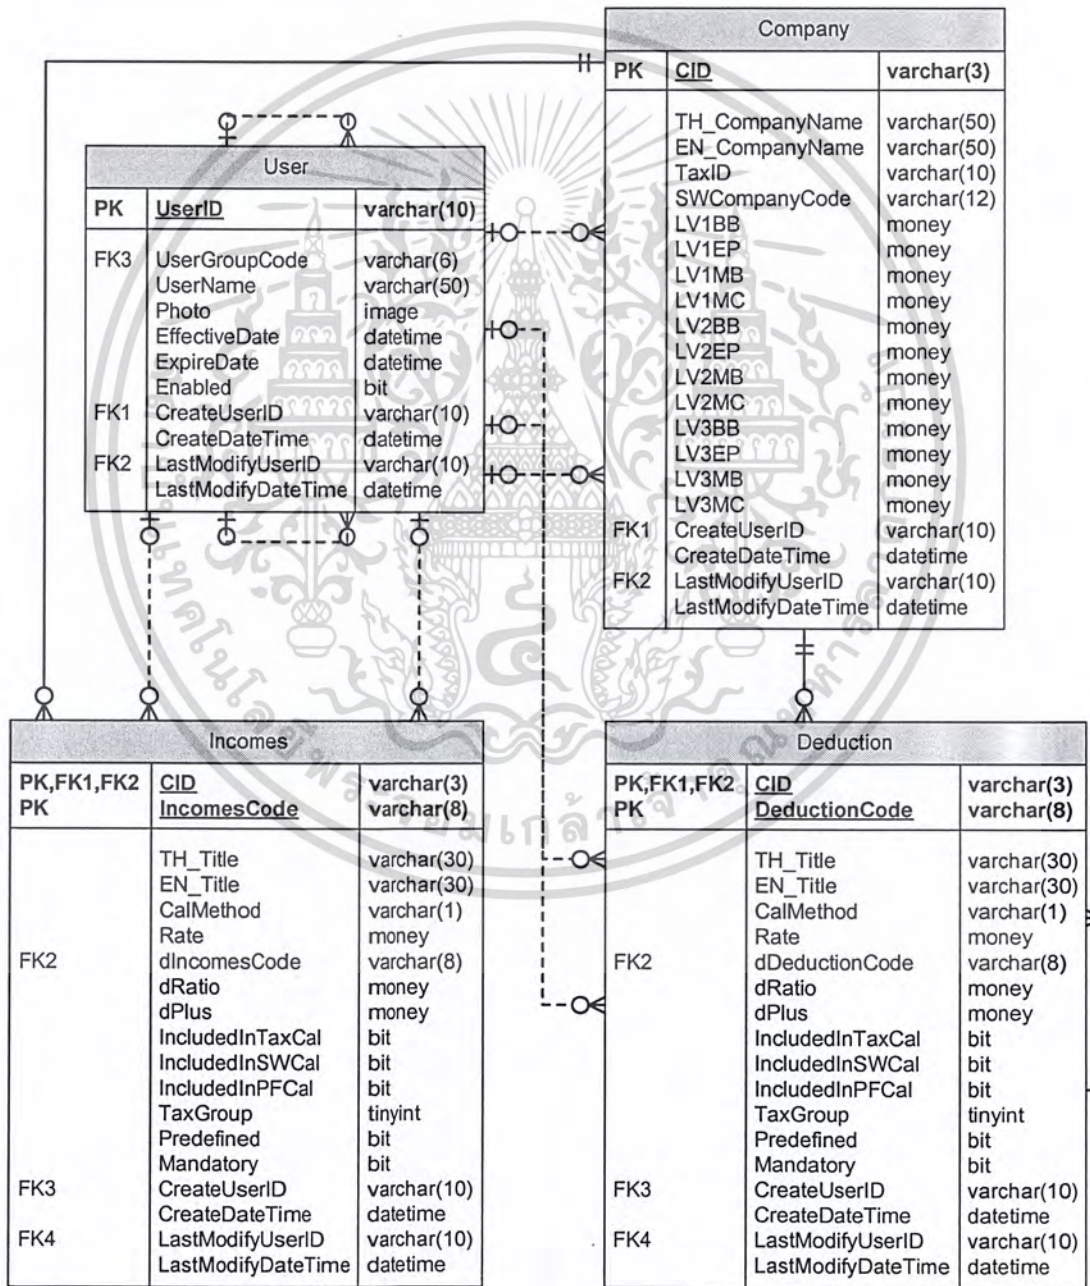 Company
PK CID varchar(3)
TH_CompanyName varchar(50)
EN_CompanyName varchar(50)
TaxID varchar(10)
SWCompanyCode varchar(12)
LV1BB money
LV1EP money
LV1MB money
LV1MC money
LV2BB money
LV2EP money
LV2MB money
LV2MC money
LV3BB money
LV3EP money
LV3MB money
LV3MC money
FK1 CreateUserID varchar(10)
CreateDateTime datetime
FK2 LastModifyUserID varchar(10)
LastModifyDateTime datetime
User
PK UserID varchar(10)
FK3 UserGroupCode varchar(6)
UserName varchar(50)
Photo image
EffectiveDate datetime
ExpireDate datetime
Enabled bit
FK1 CreateUserID varchar(10)
CreateDateTime datetime
FK2 LastModifyUserID varchar(10)
LastModifyDateTime datetime
Incomes
PK,FK1,FK2 CID varchar(3)
PK IncomesCode varchar(8)
TH_Title varchar(30)
EN_Title varchar(30)
CalMethod varchar(1)
Rate money
FK2 dIncomesCode varchar(8)
dRatio money
dPlus money
IncludedInTaxCal bit
IncludedInSWCal bit
IncludedInPFCal bit
TaxGroup tinyint
Predefined bit
Mandatory bit
FK3 CreateUserID varchar(10)
CreateDateTime datetime
FK4 LastModifyUserID varchar(10)
LastModifyDateTime datetime
Deduction
PK,FK1,FK2 CID varchar(3)
PK DeductionCode varchar(8)
TH_Title varchar(30)
EN_Title varchar(30)
CalMethod varchar(1)
Rate money
FK2 dDeductionCode varchar(8)
dRatio money
dPlus money
IncludedInTaxCal bit
IncludedInSWCal bit
IncludedInPFCal bit
TaxGroup tinyint
Predefined bit
Mandatory bit
FK3 CreateUserID varchar(10)
CreateDateTime datetime
FK4 LastModifyUserID varchar(10)
LastModifyDateTime datetime